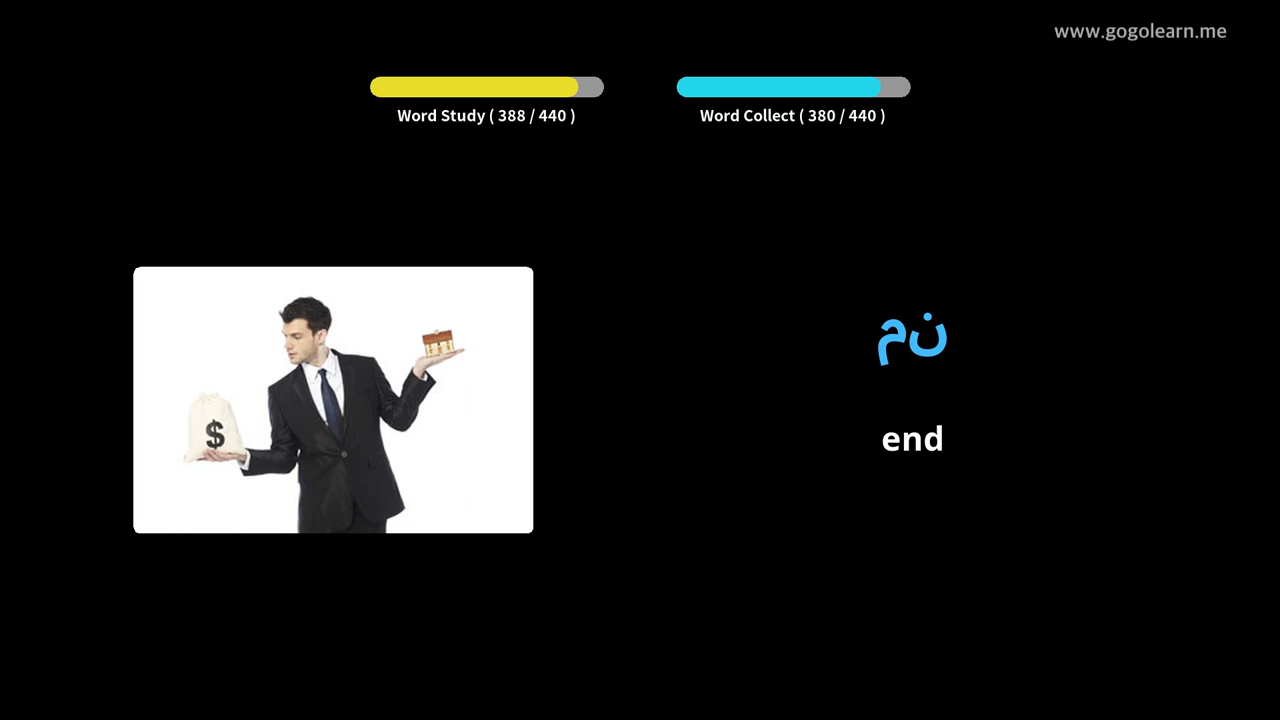 www.gogolearn.me
Word Study ( 388 / 440 )
Word Collect ( 380 / 440 )
ن‌م
end
$